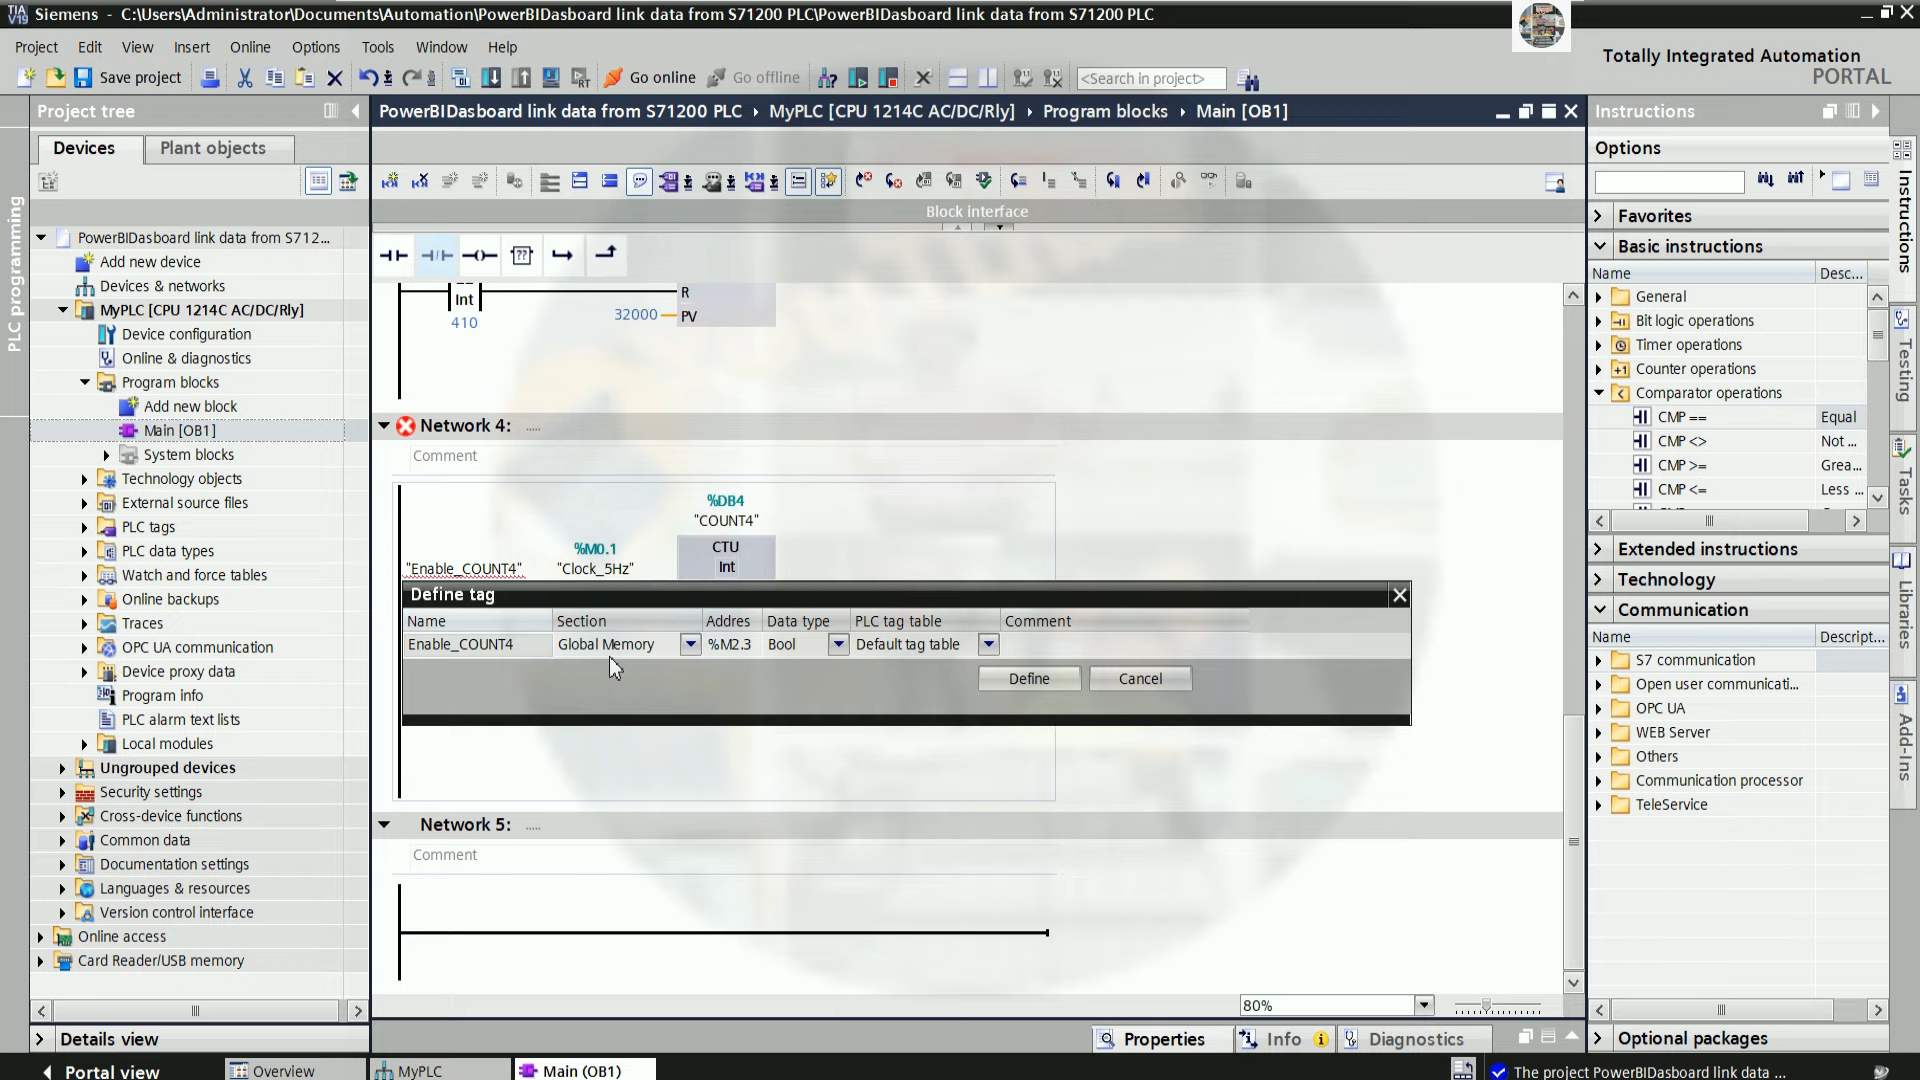 TIA V19 Siemens - C:\Users\Administrator\Documents\Automation\PowerBIDasboard link data from S71200 PLC\PowerBIDasboard link data from S71200 PLC
Project Edit View Insert Online Options Tools Window Help
Totally Integrated Automation
PORTAL
Save project
Go online
Go offline
<Search in project>
Project tree
PowerBIDasboard link data from S71200 PLC › MyPLC [CPU 1214C AC/DC/Rly] › Program blocks › Main [OB1]
Instructions
Devices
Plant objects
Options
PLC programming
Block interface
PowerBIDasboard link data from S712...
Add new device
Devices & networks
MyPLC [CPU 1214C AC/DC/Rly]
Device configuration
Online & diagnostics
Program blocks
Add new block
Main [OB1]
System blocks
Technology objects
External source files
PLC tags
PLC data types
Watch and force tables
Online backups
Traces
OPC UA communication
Device proxy data
Program info
PLC alarm text lists
Local modules
Ungrouped devices
Security settings
Cross-device functions
Common data
Documentation settings
Languages & resources
Version control interface
Online access
Card Reader/USB memory
Details view
??
Int
410
R
32000
PV
Network 4: .....
Comment
%DB4
"COUNT4"
%M0.1
CTU
"Enable_COUNT4"
"Clock_5Hz"
Int
Define tag
Name Section Addres Data type PLC tag table Comment
Enable_COUNT4 Global Memory %M2.3 Bool Default tag table
Define
Cancel
Network 5: .....
Comment
80%
Properties
Info
Diagnostics
Favorites
Basic instructions
Name Desc...
General
Bit logic operations
Timer operations
Counter operations
Comparator operations
CMP == Equal
CMP <> Not ...
CMP >= Grea...
CMP <= Less ...
Extended instructions
Technology
Communication
Name Descript...
S7 communication
Open user communicati...
OPC UA
WEB Server
Others
Communication processor
TeleService
Optional packages
Instructions
Testing
Tasks
Libraries
Add-Ins
Portal view
Overview
MyPLC
Main (OB1)
The project PowerBIDasboard link data ...